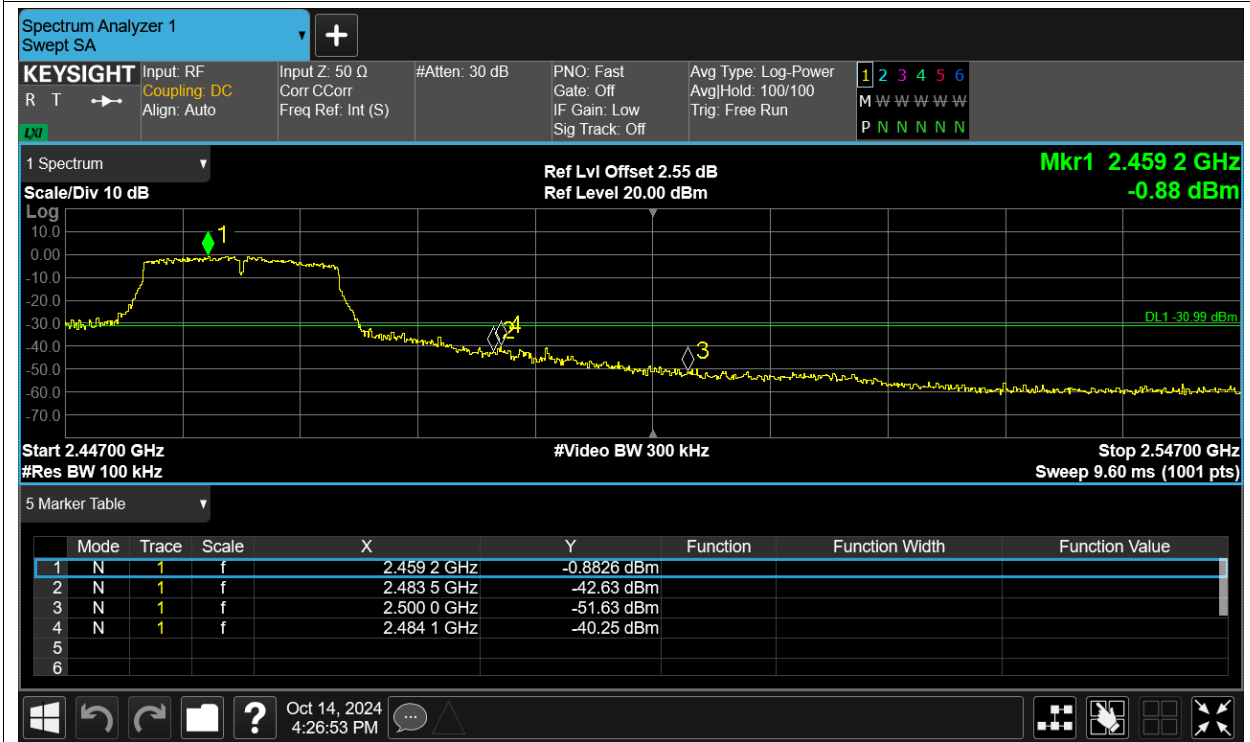 Spectrum Analyzer 1
Swept SA
+
KEYSIGHT Input: RF Input Z: 50 Ω #Atten: 30 dB PNO: Fast Avg Type: Log-Power 1 2 3 4 5 6
R T Coupling: DC Corr CCorr Gate: Off Avg|Hold: 100/100 M W W W W W
Align: Auto Freq Ref: Int (S) IF Gain: Low Trig: Free Run
LXI Sig Track: Off P N N N N N
1 Spectrum Ref Lvl Offset 2.55 dB Mkr1 2.459 2 GHz
Scale/Div 10 dB Ref Level 20.00 dBm -0.88 dBm
Log
10.0
0.00
-10.0
-20.0
-30.0
-40.0
-50.0
-60.0
-70.0
1
2
4
3
DL1 -30.99 dBm
Start 2.44700 GHz #Video BW 300 kHz Stop 2.54700 GHz
#Res BW 100 kHz Sweep 9.60 ms (1001 pts)
5 Marker Table
Mode Trace Scale X Y Function Function Width Function Value
1 N 1 f 2.459 2 GHz -0.8826 dBm
2 N 1 f 2.483 5 GHz -42.63 dBm
3 N 1 f 2.500 0 GHz -51.63 dBm
4 N 1 f 2.484 1 GHz -40.25 dBm
5
6
? Oct 14, 2024
4:26:53 PM